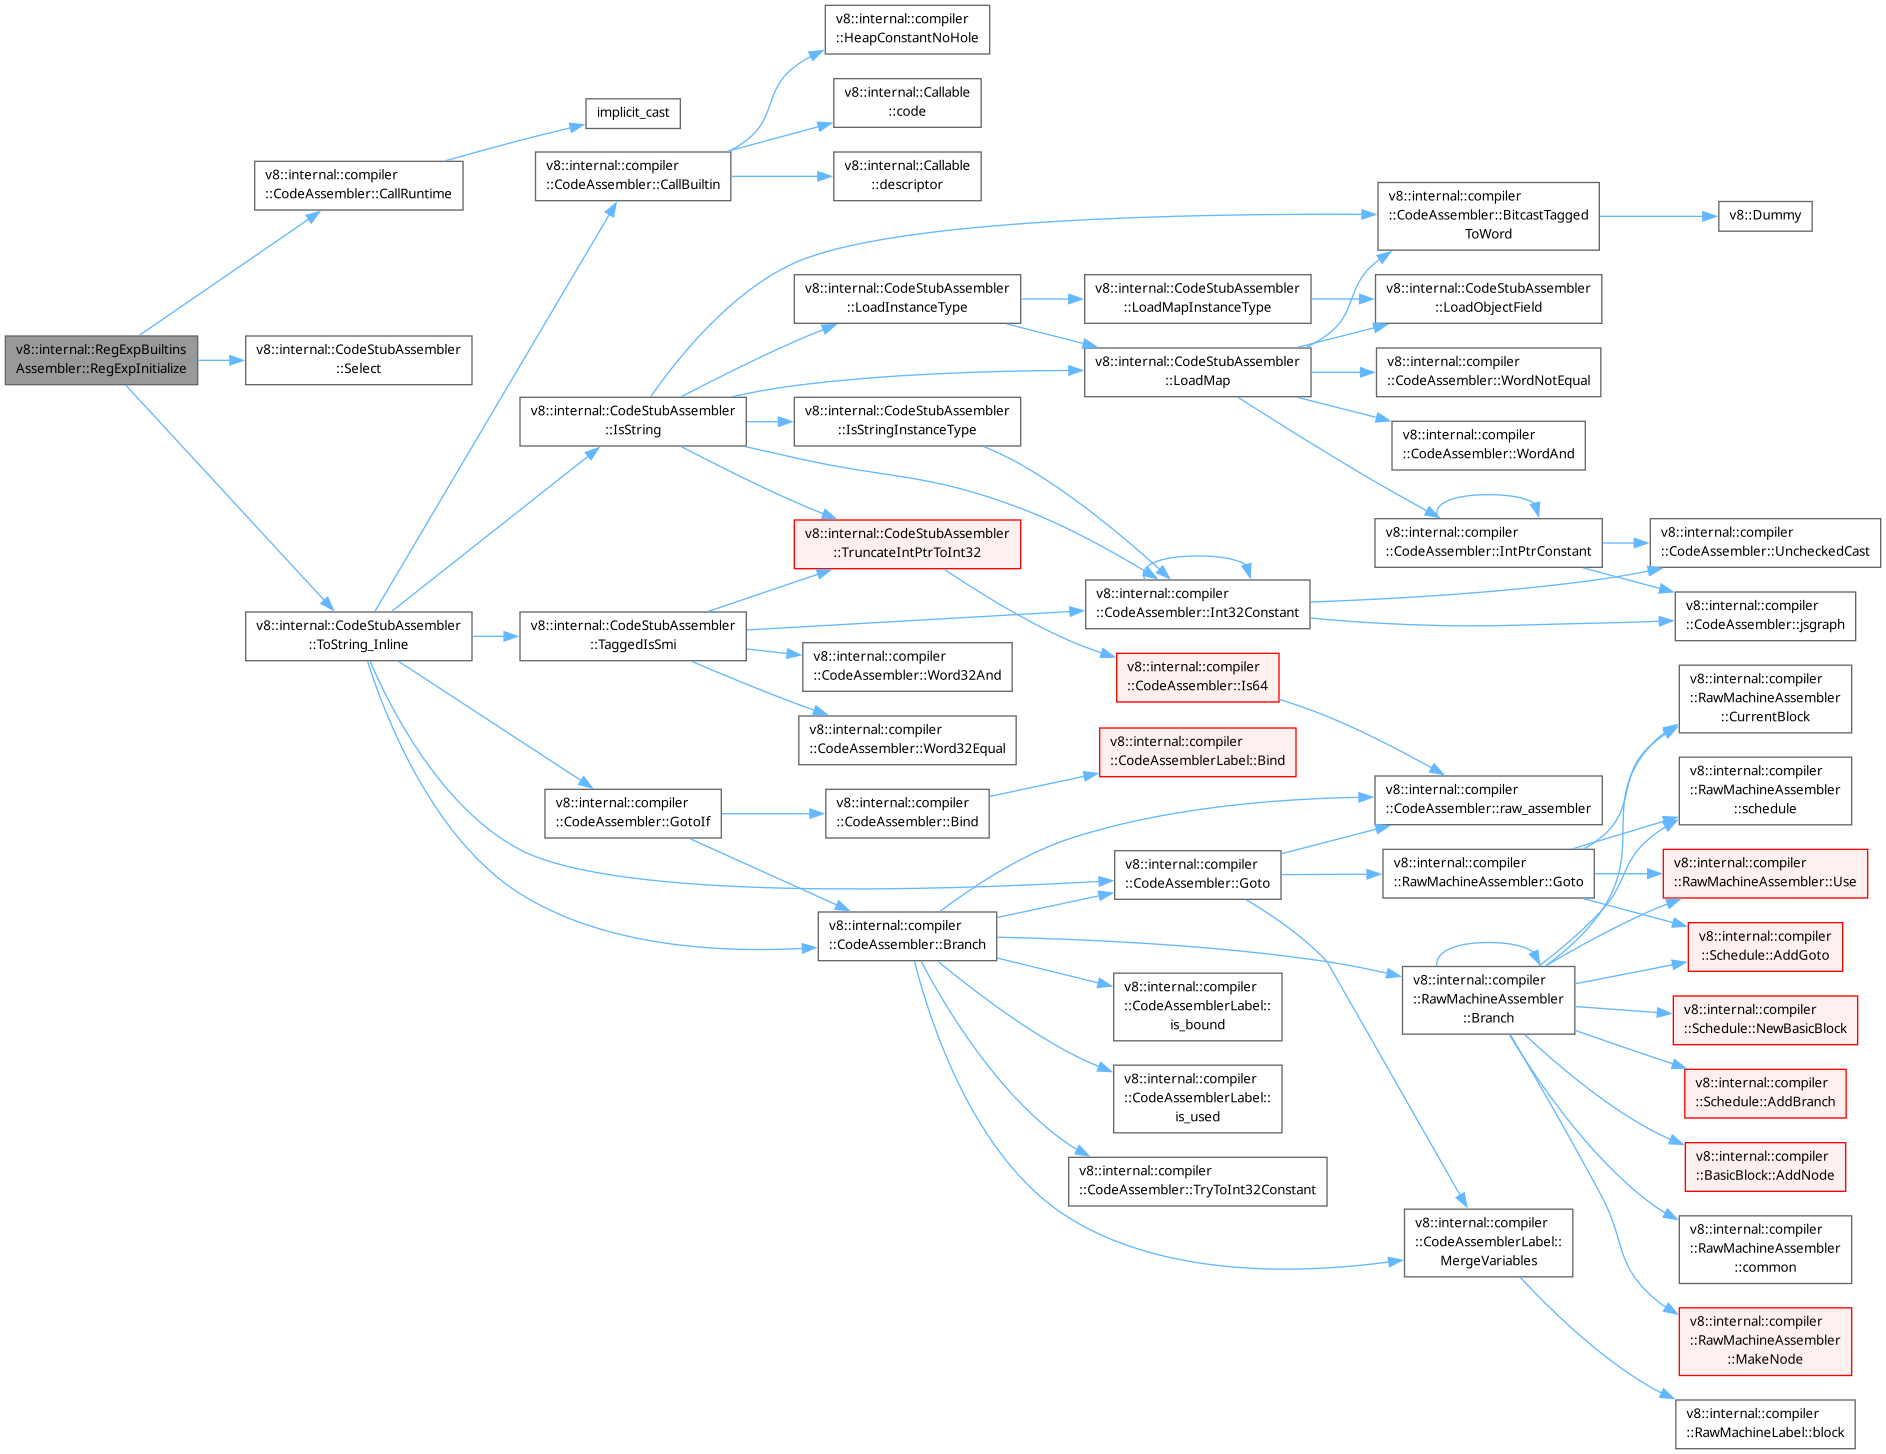 v8::internal::RegExpBuiltins
Assembler::RegExpInitialize
v8::internal::compiler
::CodeAssembler::CallRuntime
implicit_cast
v8::internal::CodeStubAssembler
::Select
v8::internal::CodeStubAssembler
::ToString_Inline
v8::internal::compiler
::CodeAssembler::CallBuiltin
v8::internal::compiler
::HeapConstantNoHole
v8::internal::Callable
::code
v8::internal::Callable
::descriptor
v8::internal::CodeStubAssembler
::IsString
v8::internal::CodeStubAssembler
::LoadInstanceType
v8::internal::CodeStubAssembler
::IsStringInstanceType
v8::internal::CodeStubAssembler
::TruncateIntPtrToInt32
v8::internal::CodeStubAssembler
::LoadMapInstanceType
v8::internal::CodeStubAssembler
::LoadMap
v8::internal::compiler
::CodeAssembler::BitcastTagged
ToWord
v8::Dummy
v8::internal::CodeStubAssembler
::LoadObjectField
v8::internal::compiler
::CodeAssembler::WordNotEqual
v8::internal::compiler
::CodeAssembler::WordAnd
v8::internal::compiler
::CodeAssembler::IntPtrConstant
v8::internal::compiler
::CodeAssembler::UncheckedCast
v8::internal::compiler
::CodeAssembler::jsgraph
v8::internal::compiler
::CodeAssembler::Int32Constant
v8::internal::CodeStubAssembler
::TaggedIsSmi
v8::internal::compiler
::CodeAssembler::Word32And
v8::internal::compiler
::CodeAssembler::Word32Equal
v8::internal::compiler
::CodeAssembler::Is64
v8::internal::compiler
::CodeAssembler::GotoIf
v8::internal::compiler
::CodeAssembler::Bind
v8::internal::compiler
::CodeAssemblerLabel::Bind
v8::internal::compiler
::CodeAssembler::raw_assembler
v8::internal::compiler
::CodeAssembler::Branch
v8::internal::compiler
::CodeAssembler::Goto
v8::internal::compiler
::RawMachineAssembler::Goto
v8::internal::compiler
::RawMachineAssembler
::CurrentBlock
v8::internal::compiler
::RawMachineAssembler
::schedule
v8::internal::compiler
::RawMachineAssembler::Use
v8::internal::compiler
::Schedule::AddGoto
v8::internal::compiler
::CodeAssemblerLabel::
is_bound
v8::internal::compiler
::CodeAssemblerLabel::
is_used
v8::internal::compiler
::CodeAssembler::TryToInt32Constant
v8::internal::compiler
::RawMachineAssembler
::Branch
v8::internal::compiler
::Schedule::NewBasicBlock
v8::internal::compiler
::Schedule::AddBranch
v8::internal::compiler
::BasicBlock::AddNode
v8::internal::compiler
::RawMachineAssembler
::common
v8::internal::compiler
::RawMachineAssembler
::MakeNode
v8::internal::compiler
::CodeAssemblerLabel::
MergeVariables
v8::internal::compiler
::RawMachineLabel::block